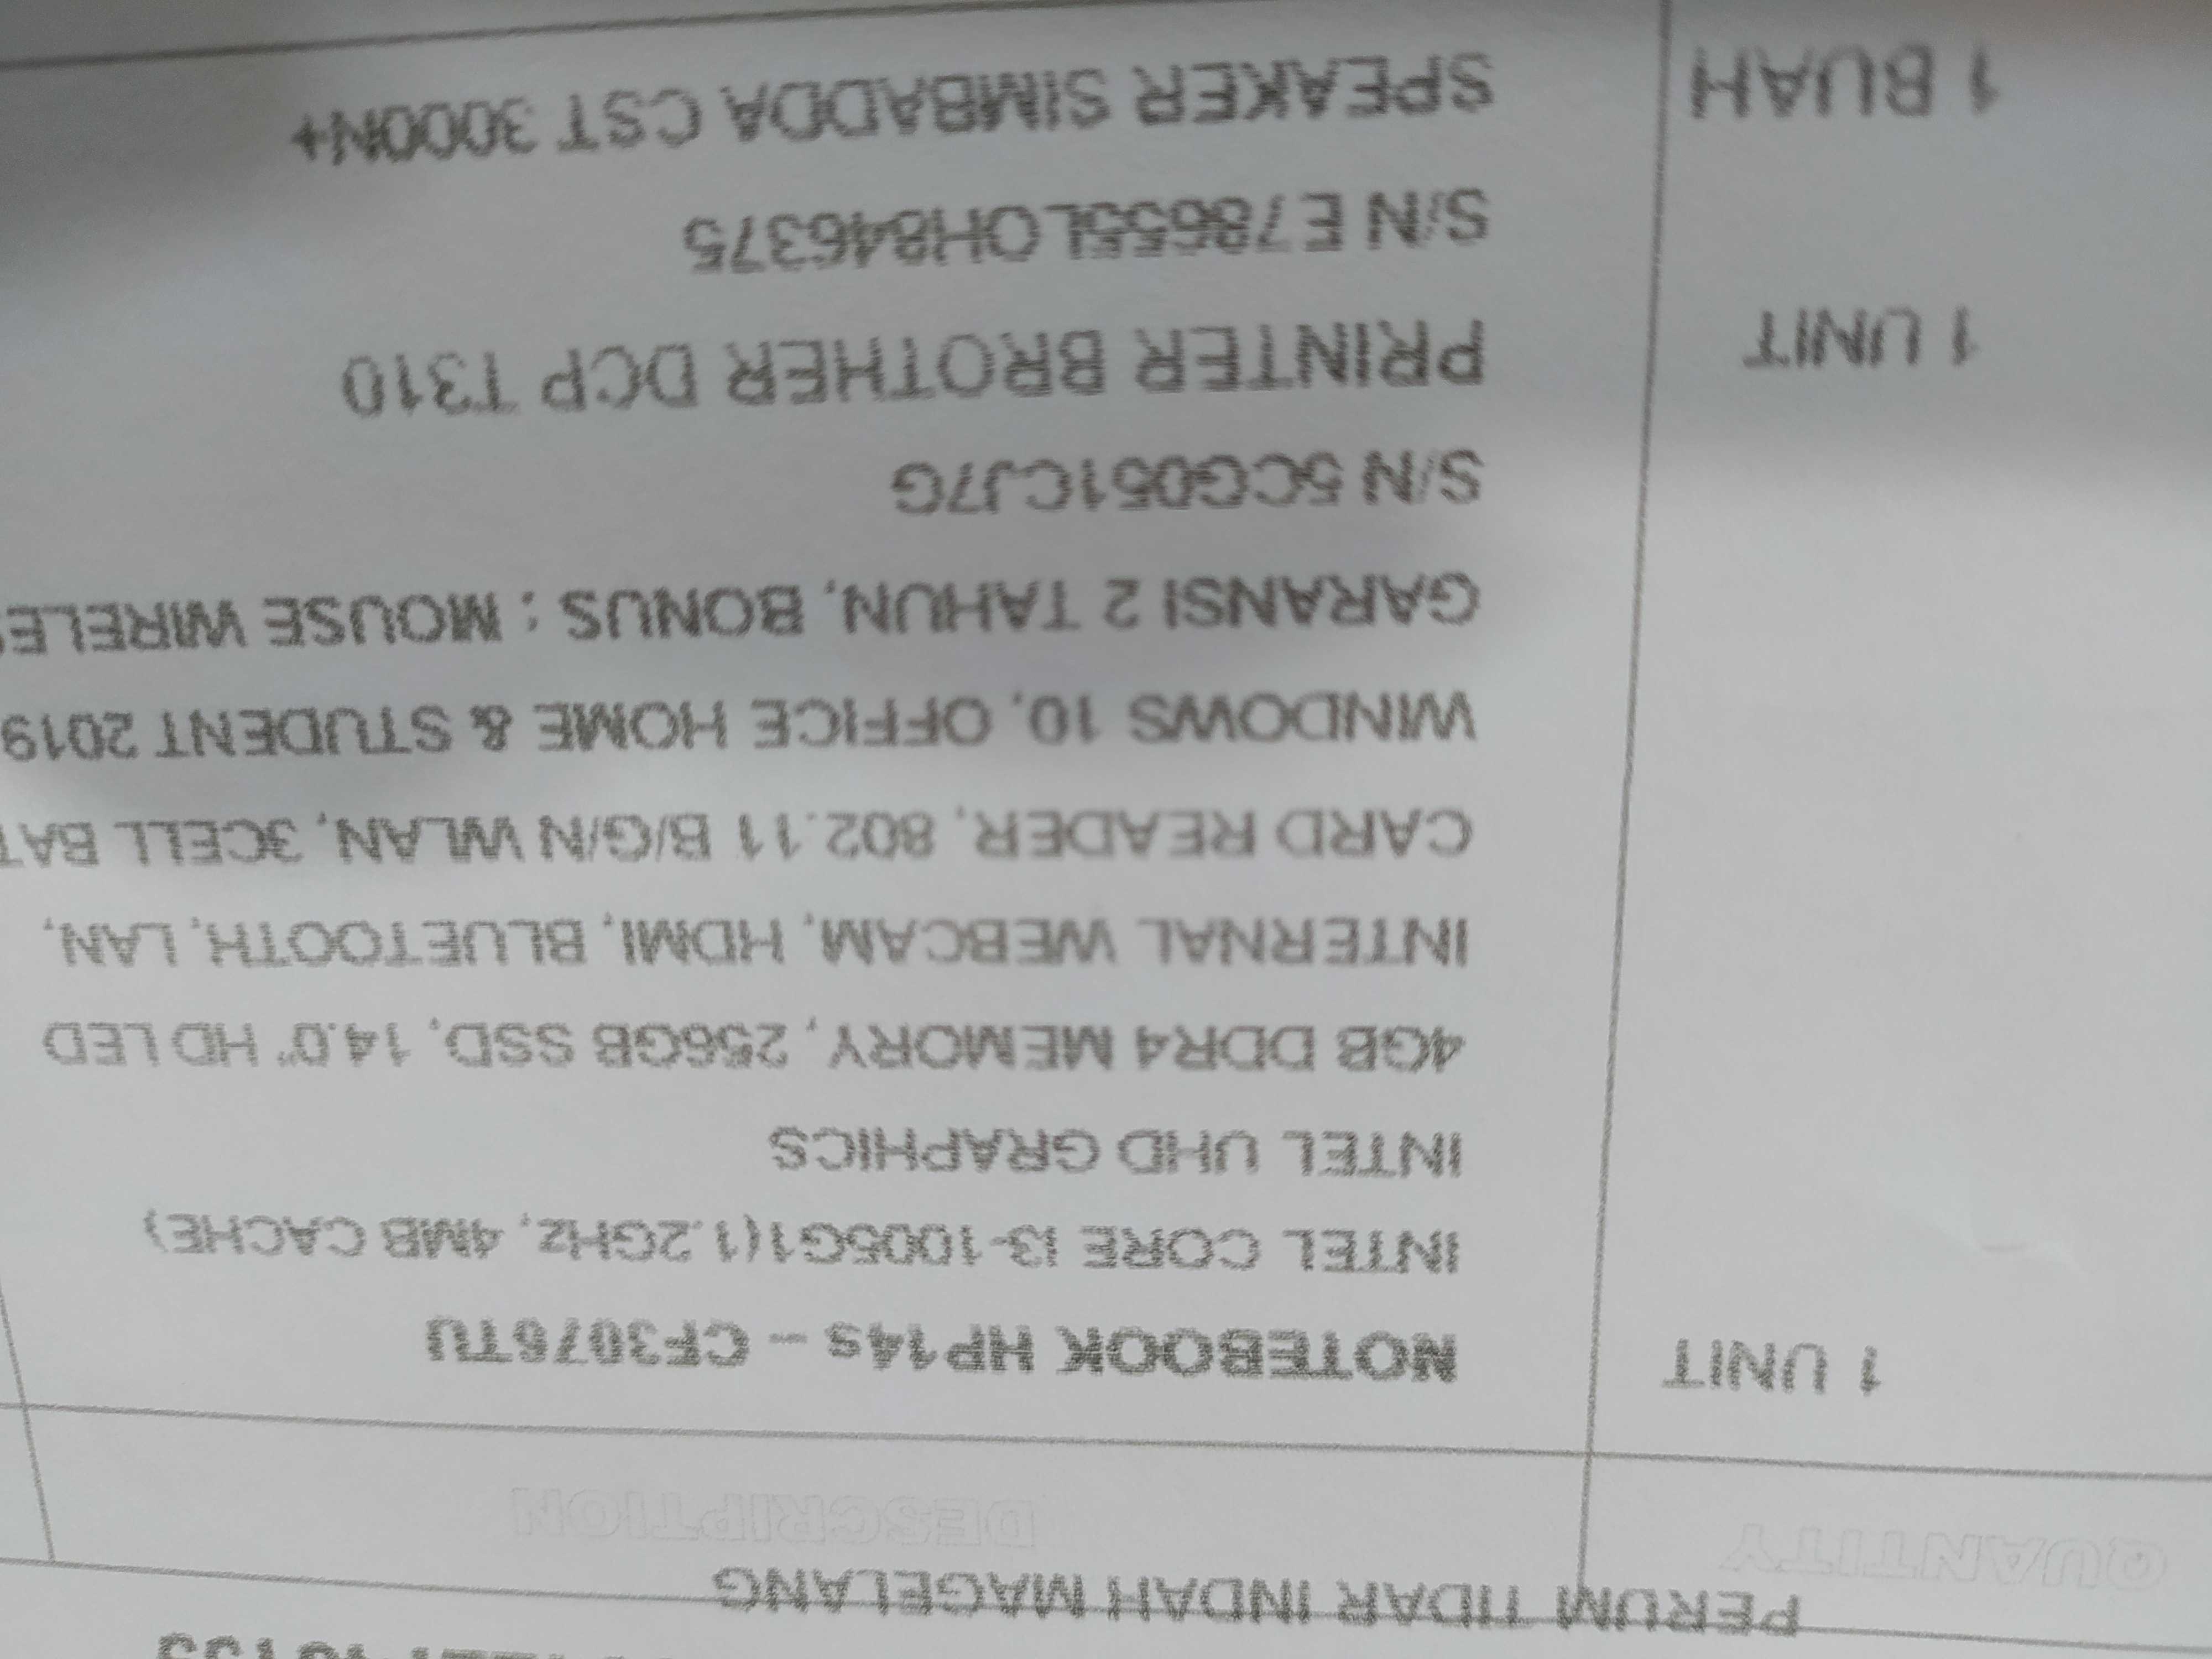 PERUM TIDAR INDAH MAGELANG
QUANTITY DESCRIPTION
1 UNIT NOTEBOOK HP14s – CF3076TU
INTEL CORE I3-1005G1(1.2GHz, 4MB CACHE)
INTEL UHD GRAPHICS
4GB DDR4 MEMORY, 256GB SSD, 14.0" HD LED
INTERNAL WEBCAM, HDMI, BLUETOOTH, LAN,
CARD READER, 802.11 B/G/N WLAN, 3CELL BAT
WINDOWS 10, OFFICE HOME & STUDENT 2019
GARANSI 2 TAHUN, BONUS : MOUSE WIRELE
S/N 5CG051CJ7G
1 UNIT PRINTER BROTHER DCP T310
S/N E78655L0H846375
1 BUAH SPEAKER SIMBADDA CST 3000N+